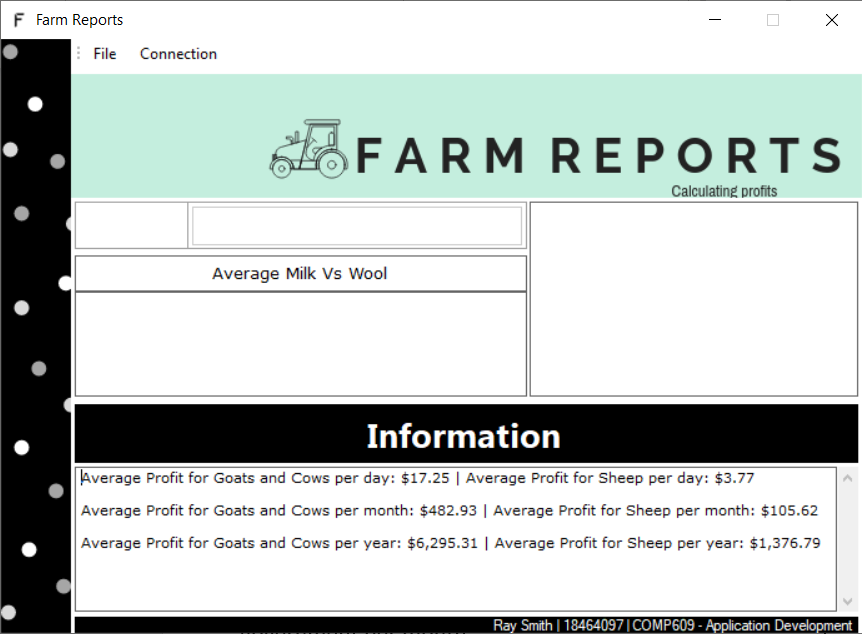 F Farm Reports
File Connection
FARM REPORTS
Calculating profits
Average Milk Vs Wool
Information
Average Profit for Goats and Cows per day: $17.25 | Average Profit for Sheep per day: $3.77
Average Profit for Goats and Cows per month: $482.93 | Average Profit for Sheep per month: $105.62
Average Profit for Goats and Cows per year: $6,295.31 | Average Profit for Sheep per year: $1,376.79
Ray Smith | 18464097 | COMP609 - Application Development